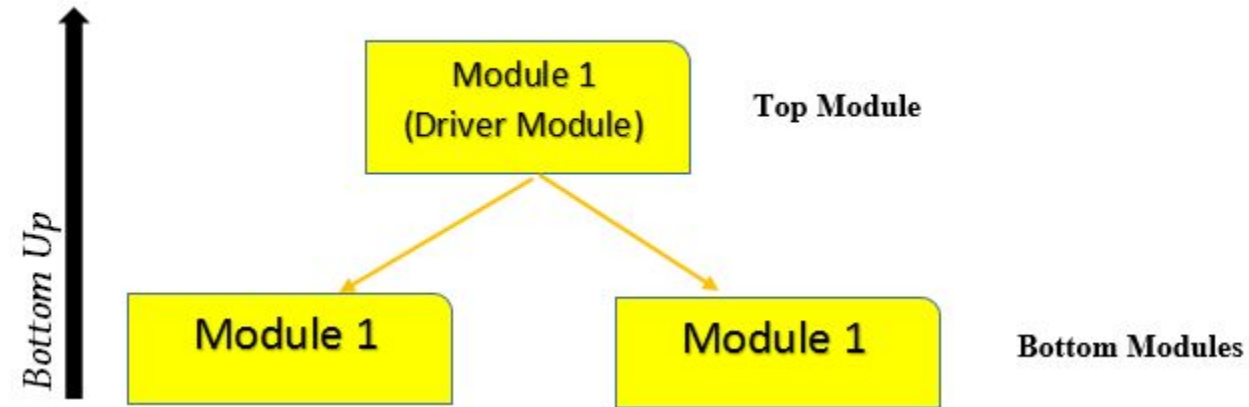 Module 1
(Driver Module)
Top Module
Bottom Up
Module 1
Module 1
Bottom Modules